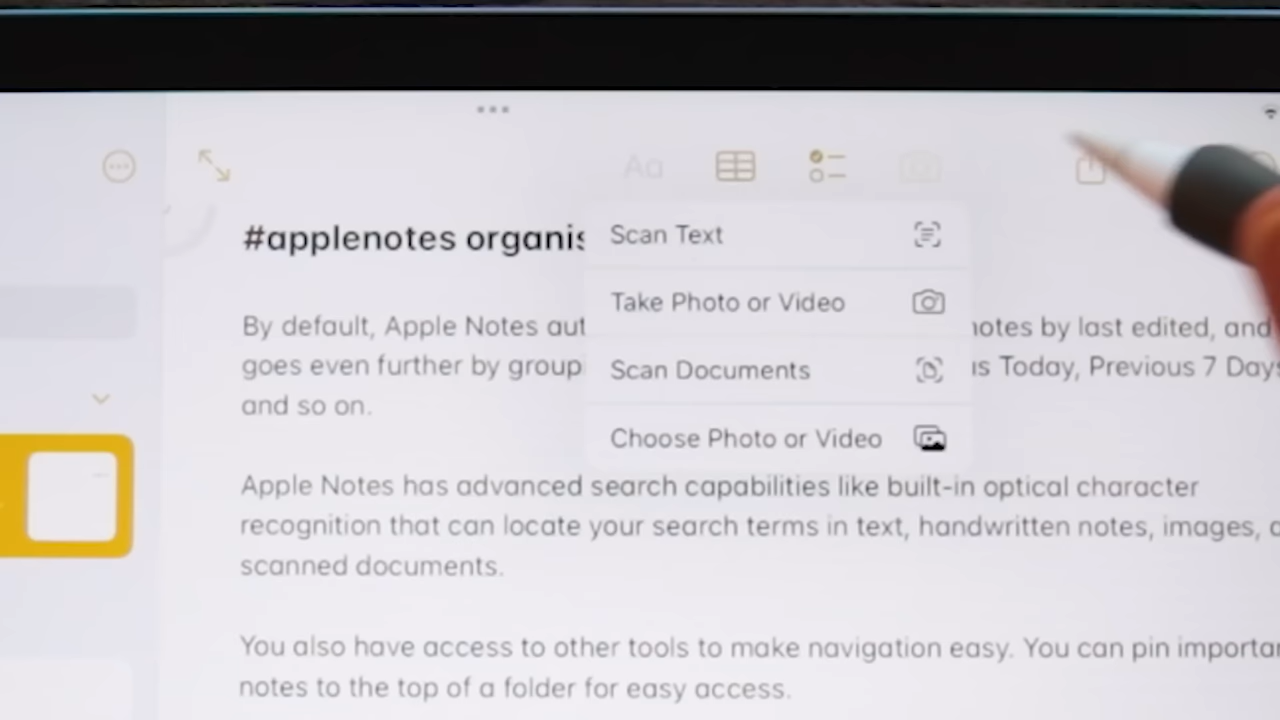 Aa
#applenotes organis
Scan Text
Take Photo or Video
Scan Documents
Choose Photo or Video
By default, Apple Notes aut notes by last edited, and
goes even further by group as Today, Previous 7 Days
and so on.
Apple Notes has advanced search capabilities like built-in optical character
recognition that can locate your search terms in text, handwritten notes, images,
scanned documents.
You also have access to other tools to make navigation easy. You can pin importan
notes to the top of a folder for easy access.